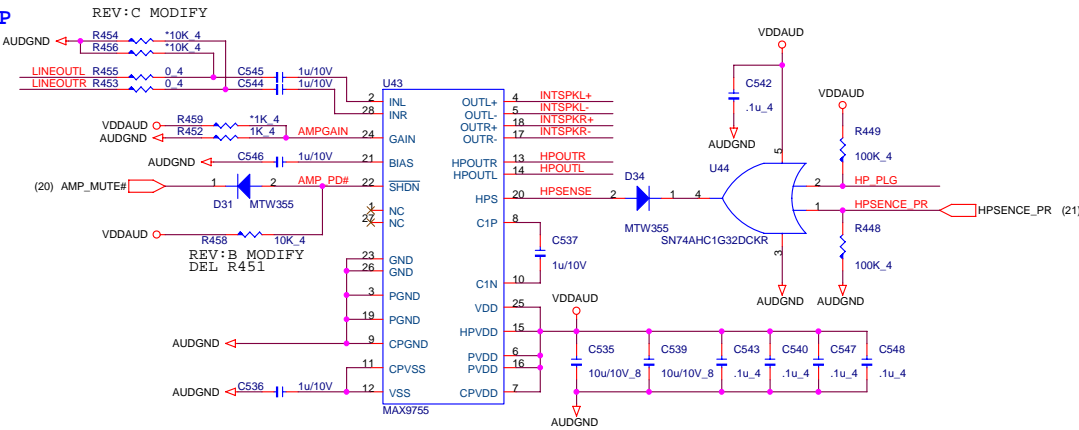 P
REV:C MODIFY
AUDGND
R454 *10K_4
R456 *10K_4
LINEOUTL R455 0_4 C545 1u/10V
LINEOUTR R453 0_4 C544 1u/10V
VDDAUD R459 *1K_4
AUDGND R452 1K_4 AMPGAIN
AUDGND C546 1u/10V
(20) AMP_MUTE# 1 2 AMP_PD#
D31 MTW355
VDDAUD R458 10K_4
REV:B MODIFY
DEL R451
AUDGND
AUDGND C536 1u/10V
U43
2 INL
28 INR
24 GAIN
21 BIAS
22 SHDN
1 NC
27 NC
23 GND
26 GND
3 PGND
19 PGND
9 CPGND
11 CPVSS
12 VSS
MAX9755
OUTL+ 4 INTSPKL+
OUTL- 5 INTSPKL-
OUTR+ 18 INTSPKR+
OUTR- 17 INTSPKR-
HPOUTR 13 HPOUTR
HPOUTL 14 HPOUTL
HPS 20 HPSENSE
C1P 8
C1N 10
VDD 25
HPVDD 15
PVDD 6
PVDD 16
CPVDD 7
C537
1u/10V
D34
2 1
MTW355
VDDAUD
C542
.1u_4
AUDGND
U44
5
4
2 HP_PLG
1 HPSENCE_PR
3
SN74AHC1G32DCKR
AUDGND
VDDAUD
R449
100K_4
HPSENCE_PR (21)
R448
100K_4
AUDGND
VDDAUD
C535 C539 C543 C540 C547 C548
10u/10V_8 10u/10V_8 .1u_4 .1u_4 .1u_4 .1u_4
AUDGND